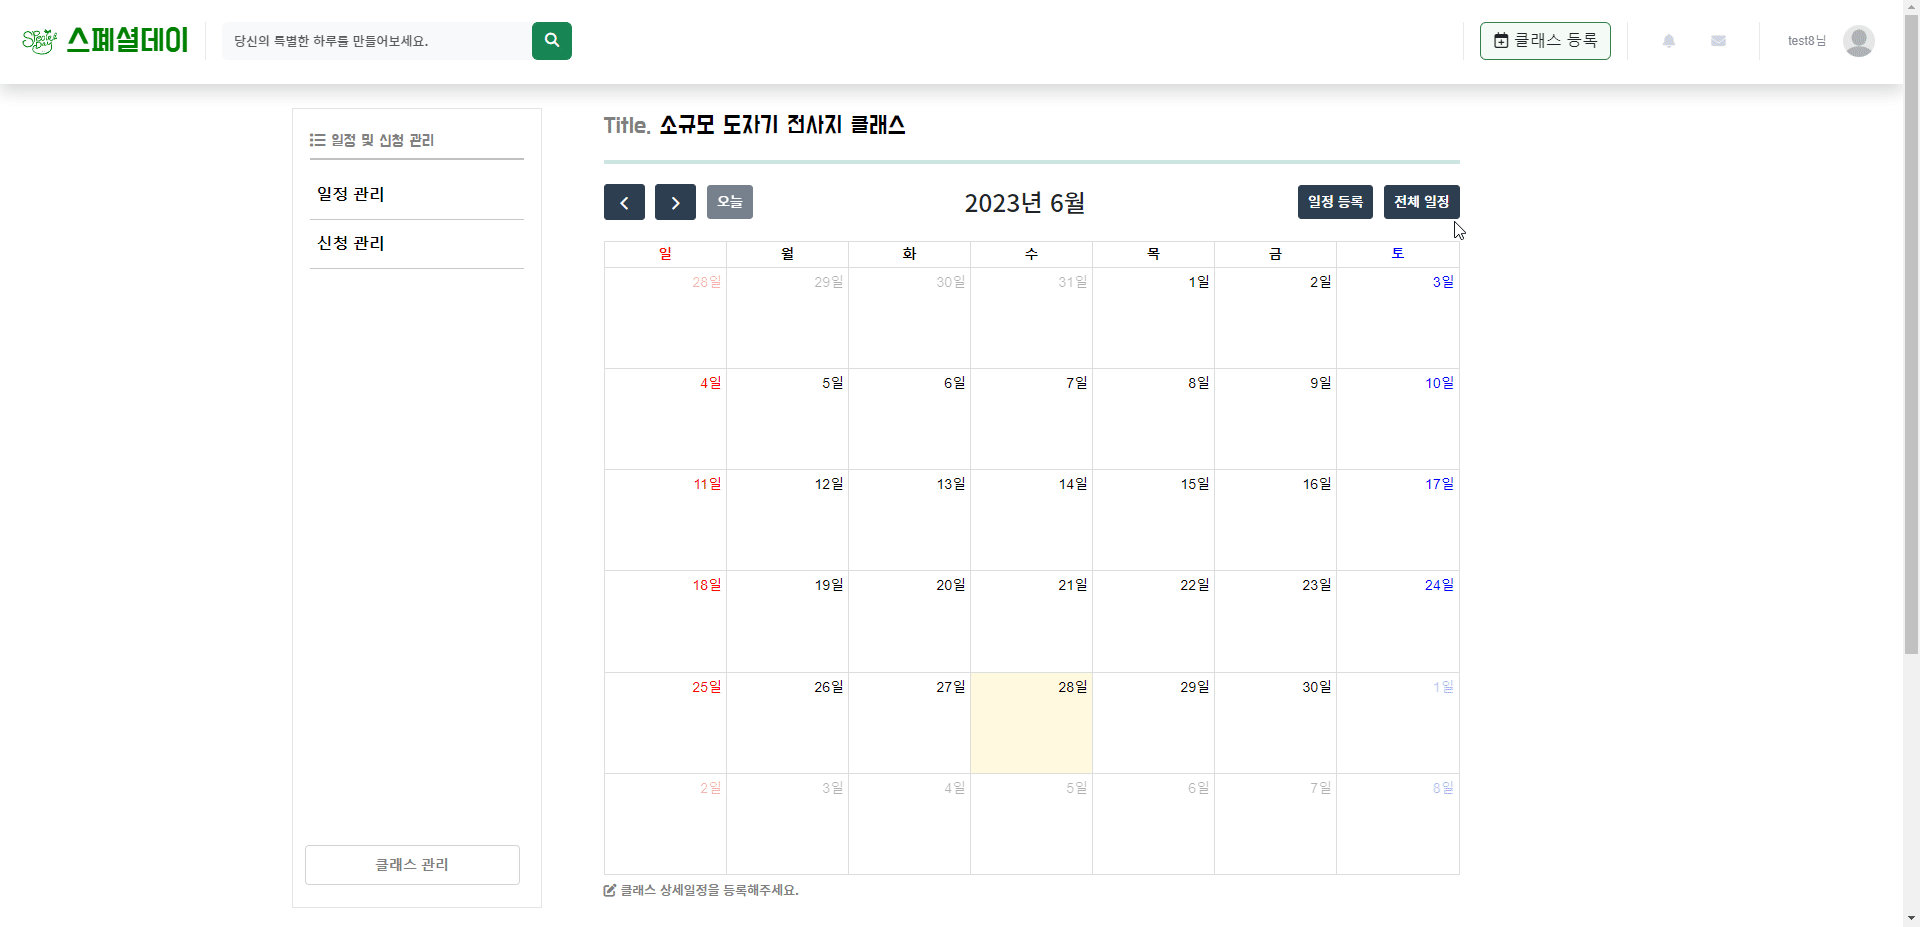 Special Day 스페셜데이
당신의 특별한 하루를 만들어보세요.
클래스 등록
test8님
일정 및 신청 관리
일정 관리
신청 관리
클래스 관리
Title. 소규모 도자기 전사지 클래스
오늘
2023년 6월
일정 등록 전체 일정
일 월 화 수 목 금 토
28일 29일 30일 31일 1일 2일 3일
4일 5일 6일 7일 8일 9일 10일
11일 12일 13일 14일 15일 16일 17일
18일 19일 20일 21일 22일 23일 24일
25일 26일 27일 28일 29일 30일 1일
2일 3일 4일 5일 6일 7일 8일
클래스 상세일정을 등록해주세요.